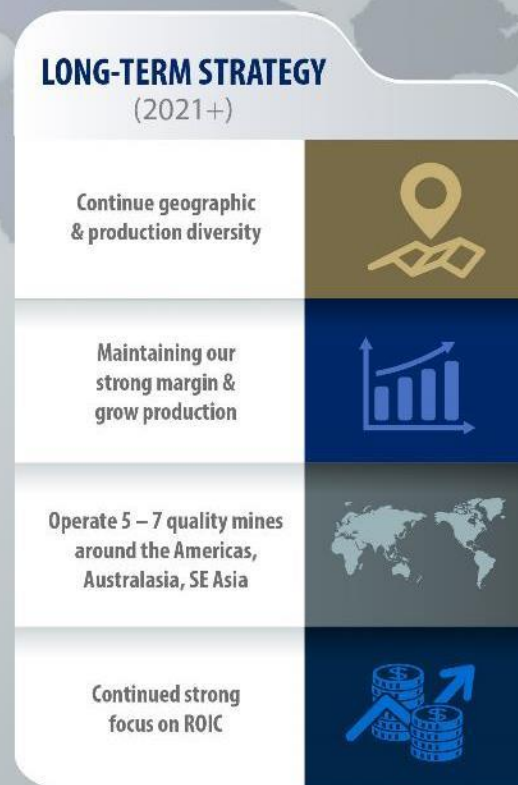 LONG-TERM STRATEGY
(2021+)
Continue geographic
& production diversity
Maintaining our
strong margin &
grow production
Operate 5 – 7 quality mines
around the Americas,
Australasia, SE Asia
Continued strong
focus on ROIC
$
$